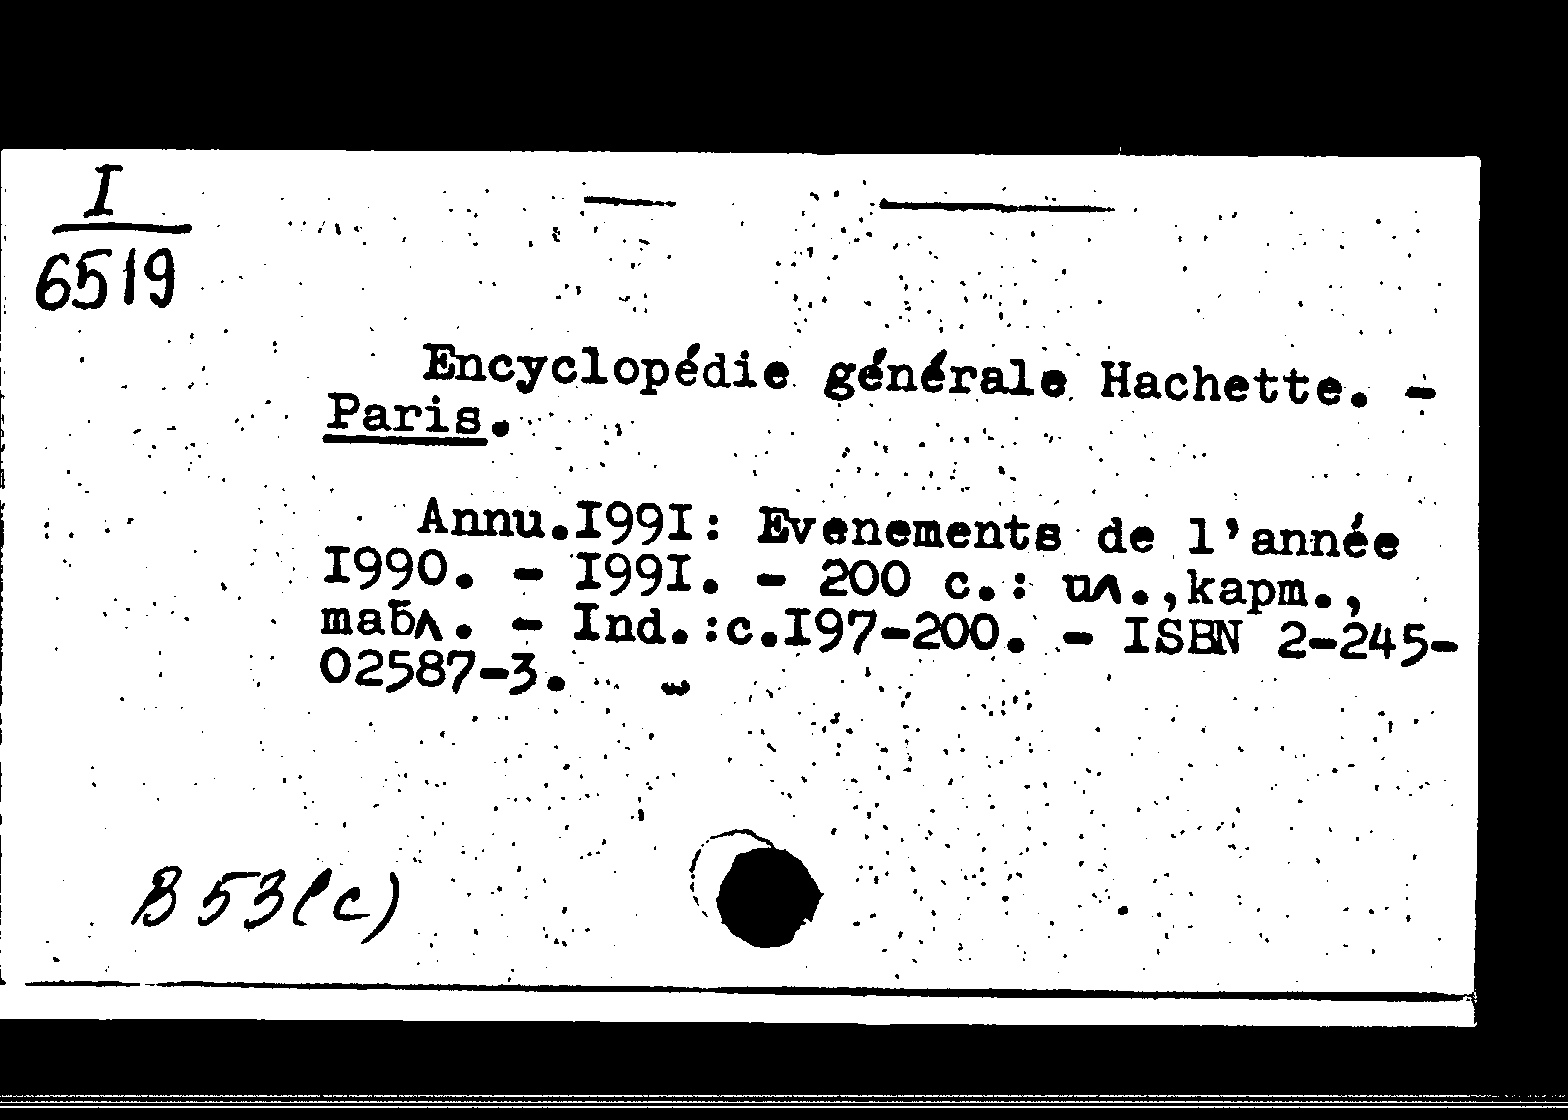 I
6519
Encyclopédie générale Hachette. -
Paris.
Annu.I99I: Evenements de l'année
I990. - I99I. - 200 c.: ил.,карт.,
табл. - Ind.:c.I97-200. - ISBN 2-245-
02587-3.
B 53(c)